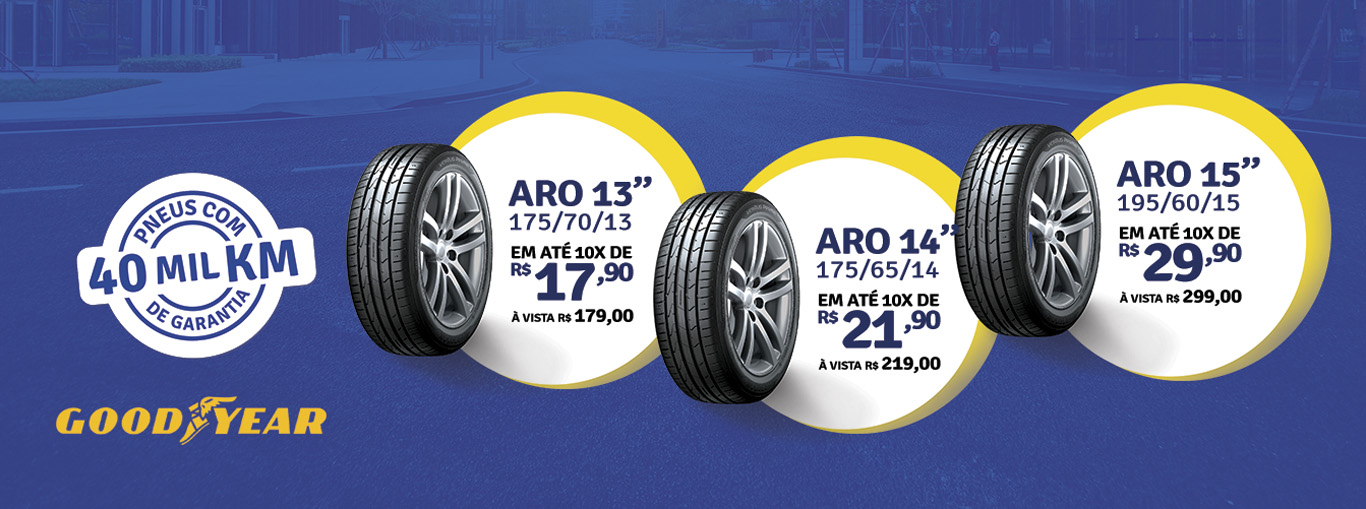 PNEUS COM
40 MIL KM
DE GARANTIA
GOODYEAR
ARO 13”
175/70/13
EM ATÉ 10X DE
R$ 17,90
À VISTA R$ 179,00
ARO 14”
175/65/14
EM ATÉ 10X DE
R$ 21,90
À VISTA R$ 219,00
ARO 15”
195/60/15
EM ATÉ 10X DE
R$ 29,90
À VISTA R$ 299,00